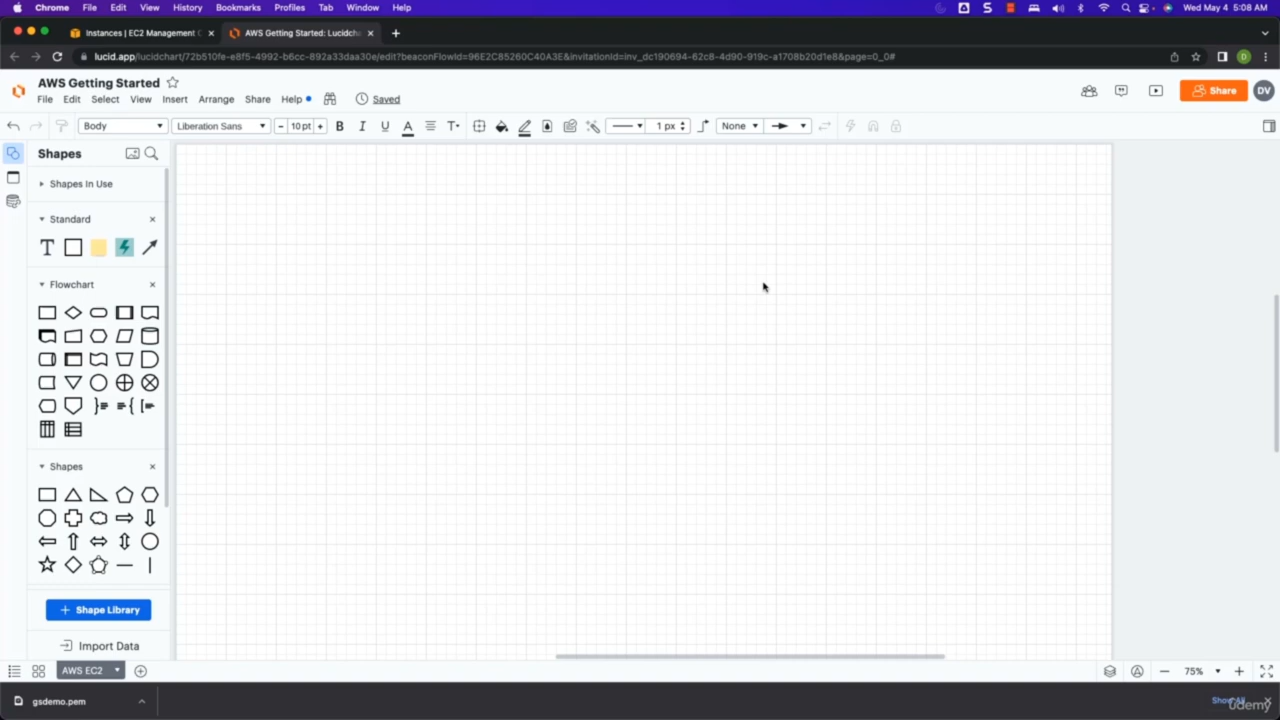 Chrome File Edit View History Bookmarks Profiles Tab Window Help Wed May 4 5:08 AM
Instances | EC2 Management C AWS Getting Started: Lucidcha
lucid.app/lucidchart/72b510fe-e8f5-4992-b6cc-892a33daa30e/edit?beaconFlowId=96E2C85260C40A3E&invitationId=inv_dc190694-62c8-4d90-919c-a1708b20d1e8&page=0_0#
AWS Getting Started
File Edit Select View Insert Arrange Share Help Saved Share DV
Body Liberation Sans 10 pt B I U A T 1 px None
Shapes
Shapes In Use
Standard
T
Flowchart
Shapes
+ Shape Library
Import Data
AWS EC2 75%
gsdemo.pem Show All
udemy